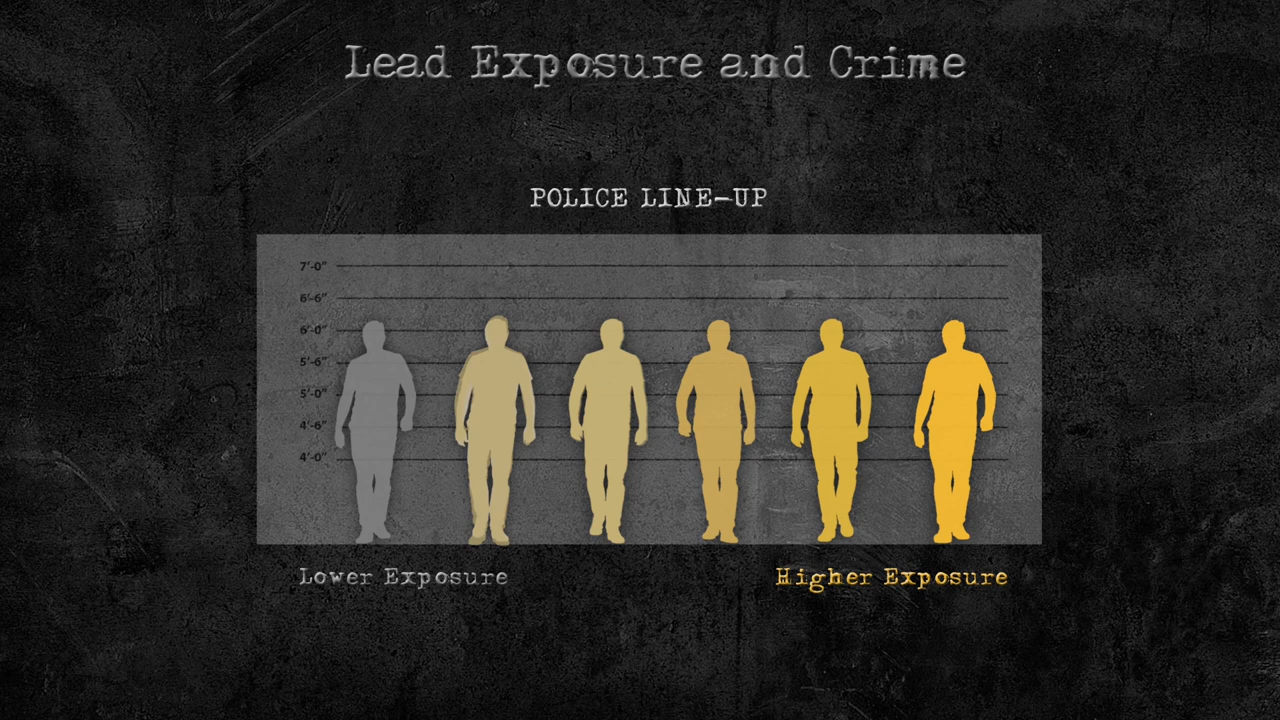 Lead Exposure and Crime
POLICE LINE-UP
7'-0"
6'-6"
6'-0"
5'-6"
5'-0"
4'-6"
4'-0"
Lower Exposure
Higher Exposure